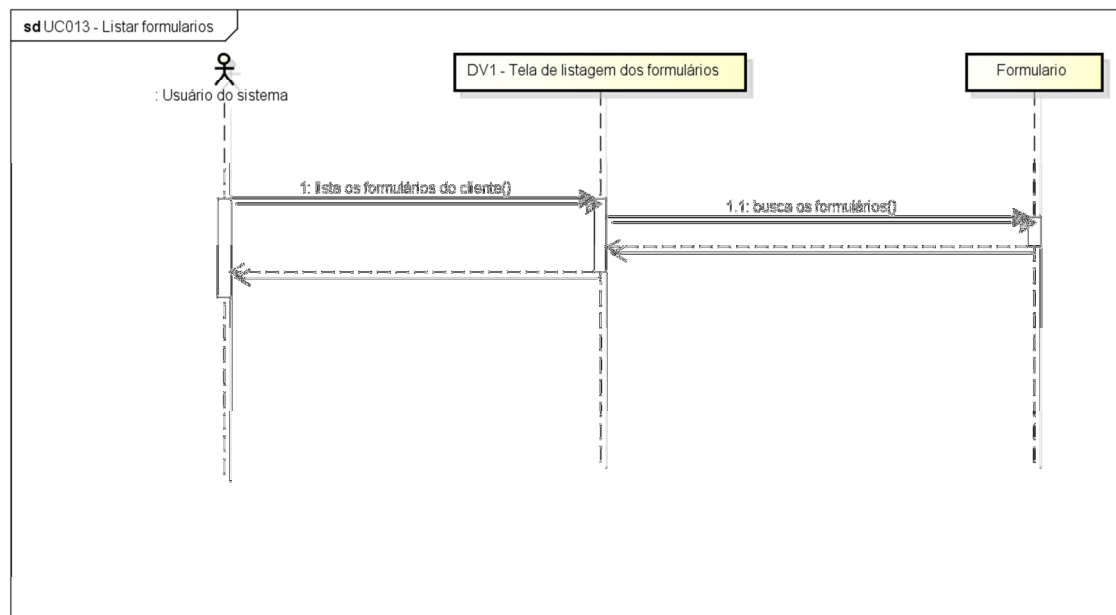 sd UC013 - Listar formularios
: Usuário do sistema
DV1 - Tela de listagem dos formulários
Formulario
1: lista os formulários do cliente()
1.1: busca os formulários()